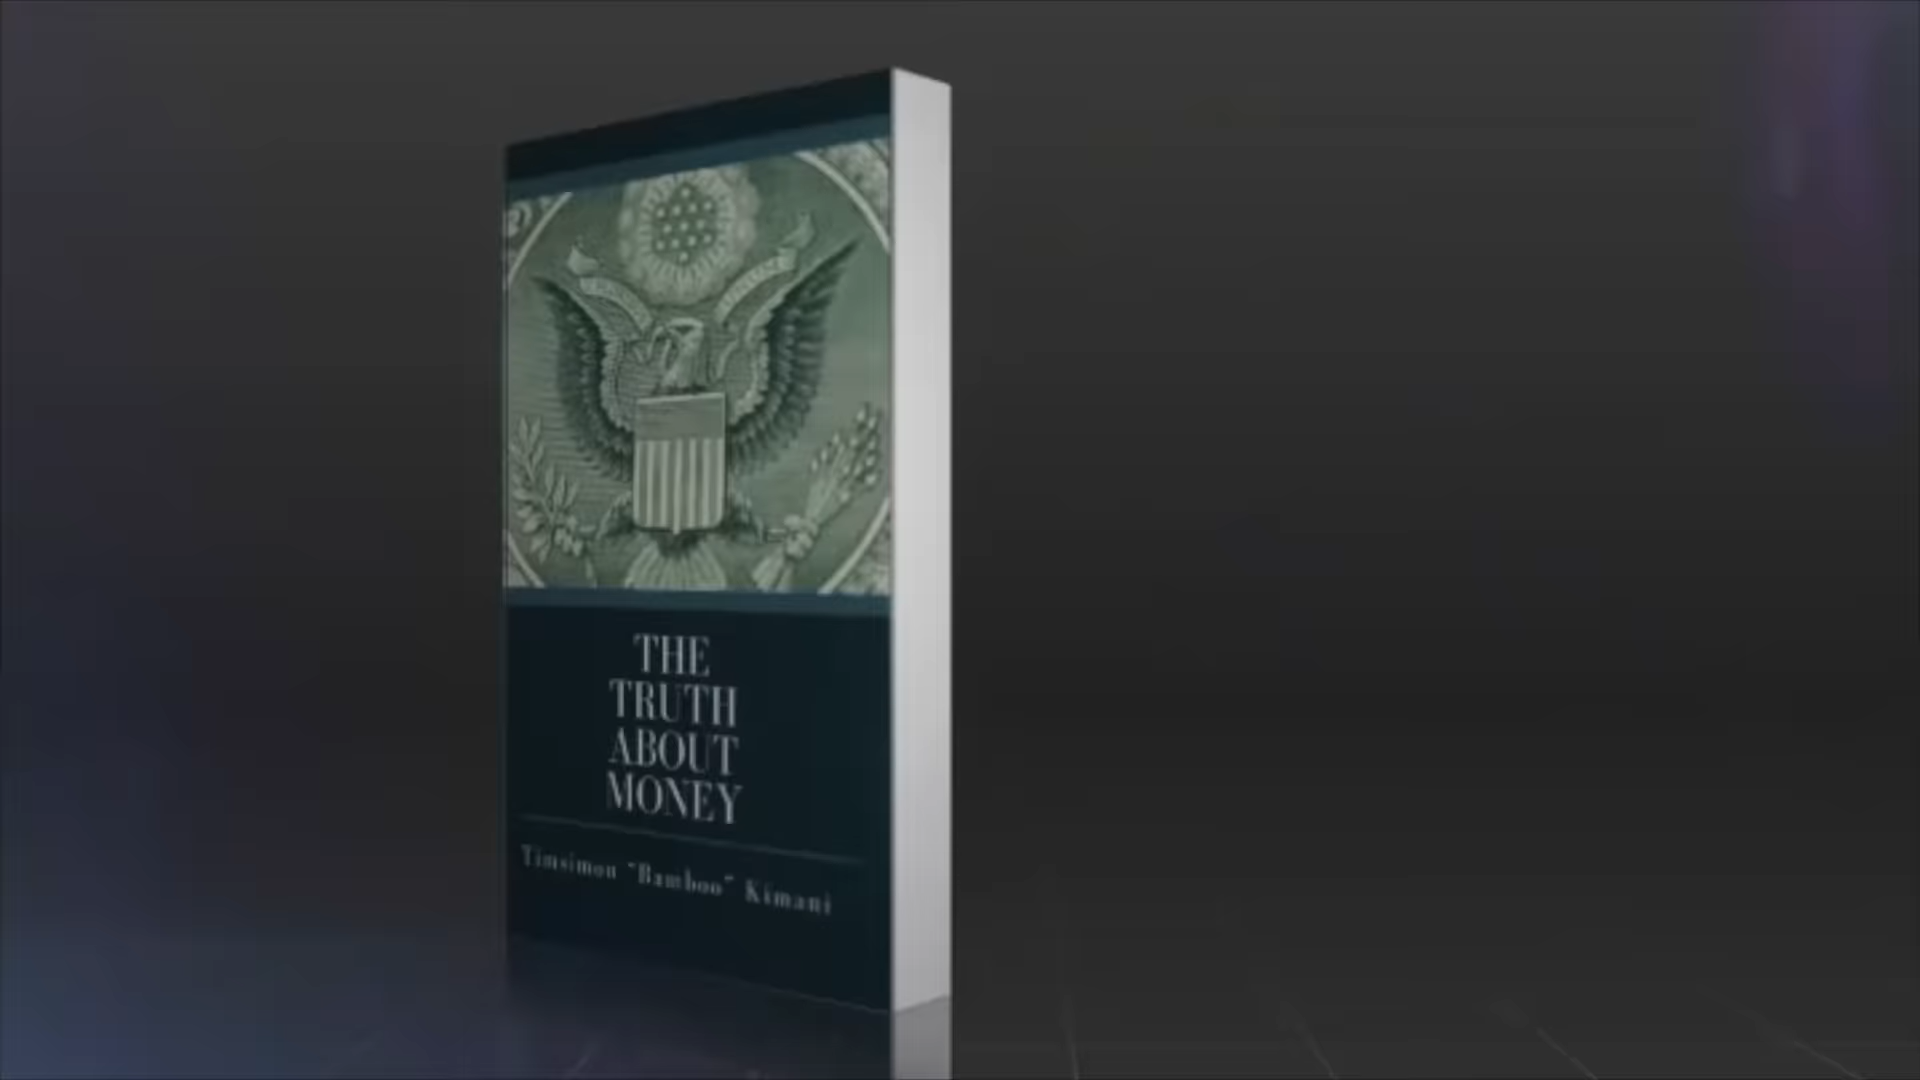 THE
TRUTH
ABOUT
MONEY
Timsimon "Bamboo" Kimani